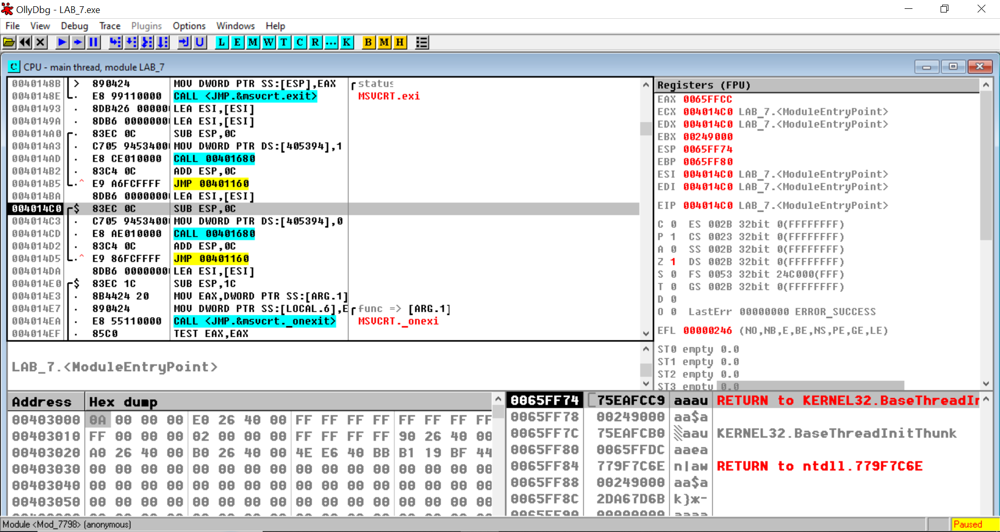 OllyDbg - LAB_7.exe
File View Debug Trace Plugins Options Windows Help
L E M W T C R ... K B M H
C CPU - main thread, module LAB_7
0040148B > 890424 MOV DWORD PTR SS:[ESP],EAX status
0040148E . E8 99110000 CALL <JMP.&msvcrt.exit> MSVCRT.exi
00401493 . 8DB426 00000 LEA ESI,[ESI]
0040149A . 8DB6 0000000 LEA ESI,[ESI]
004014A0 . 83EC 0C SUB ESP,0C
004014A3 . C705 9453400 MOV DWORD PTR DS:[405394],1
004014AD . E8 CE010000 CALL 00401680
004014B2 . 83C4 0C ADD ESP,0C
004014B5 .^ E9 A6FCFFFF JMP 00401160
004014BA 8DB6 0000000 LEA ESI,[ESI]
004014C0 $ 83EC 0C SUB ESP,0C
004014C3 . C705 9453400 MOV DWORD PTR DS:[405394],0
004014CD . E8 AE010000 CALL 00401680
004014D2 . 83C4 0C ADD ESP,0C
004014D5 .^ E9 86FCFFFF JMP 00401160
004014DA 8DB6 0000000 LEA ESI,[ESI]
004014E0 $ 83EC 1C SUB ESP,1C
004014E3 . 8B4424 20 MOV EAX,DWORD PTR SS:[ARG.1]
004014E7 . 890424 MOV DWORD PTR SS:[LOCAL.6],E func => [ARG.1]
004014EA . E8 55110000 CALL <JMP.&msvcrt._onexit> MSVCRT._onexi
004014EF . 85C0 TEST EAX,EAX
LAB_7.<ModuleEntryPoint>
Registers (FPU)
EAX 0065FFCC
ECX 004014C0 LAB_7.<ModuleEntryPoint>
EDX 004014C0 LAB_7.<ModuleEntryPoint>
EBX 00249000
ESP 0065FF74
EBP 0065FF80
ESI 004014C0 LAB_7.<ModuleEntryPoint>
EDI 004014C0 LAB_7.<ModuleEntryPoint>
EIP 004014C0 LAB_7.<ModuleEntryPoint>
C 0 ES 002B 32bit 0(FFFFFFFF)
P 1 CS 0023 32bit 0(FFFFFFFF)
A 0 SS 002B 32bit 0(FFFFFFFF)
Z 1 DS 002B 32bit 0(FFFFFFFF)
S 0 FS 0053 32bit 24C000(FFF)
T 0 GS 002B 32bit 0(FFFFFFFF)
D 0
O 0 LastErr 00000000 ERROR_SUCCESS
EFL 00000246 (NO,NB,E,BE,NS,PE,GE,LE)
ST0 empty 0.0
ST1 empty 0.0
ST2 empty 0.0
ST3 empty 0.0
Address Hex dump
00403000 0A 00 00 00 E0 26 40 00 FF FF FF FF FF FF FF FF
00403010 FF 00 00 00 02 00 00 00 FF FF FF FF 90 26 40 00
00403020 A0 26 40 00 B0 26 40 00 4E E6 40 BB B1 19 BF 44
00403030 00 00 00 00 00 00 00 00 00 00 00 00 00 00 00 00
00403040 00 00 00 00 00 00 00 00 00 00 00 00 00 00 00 00
00403050 00 00 00 00 00 00 00 00 00 00 00 00 00 00 00 00
0065FF74 75EAFCC9 aaau RETURN to KERNEL32.BaseThreadIn
0065FF78 00249000 aa$a
0065FF7C 75EAFCB0 aau KERNEL32.BaseThreadInitThunk
0065FF80 0065FFDC aaea
0065FF84 779F7C6E n|aw RETURN to ntdll.779F7C6E
0065FF88 00249000 aa$a
0065FF8C 2DA67D6B k}ж-
0065FF90 00000000 aaaa
Module <Mod_7798> (anonymous) Paused